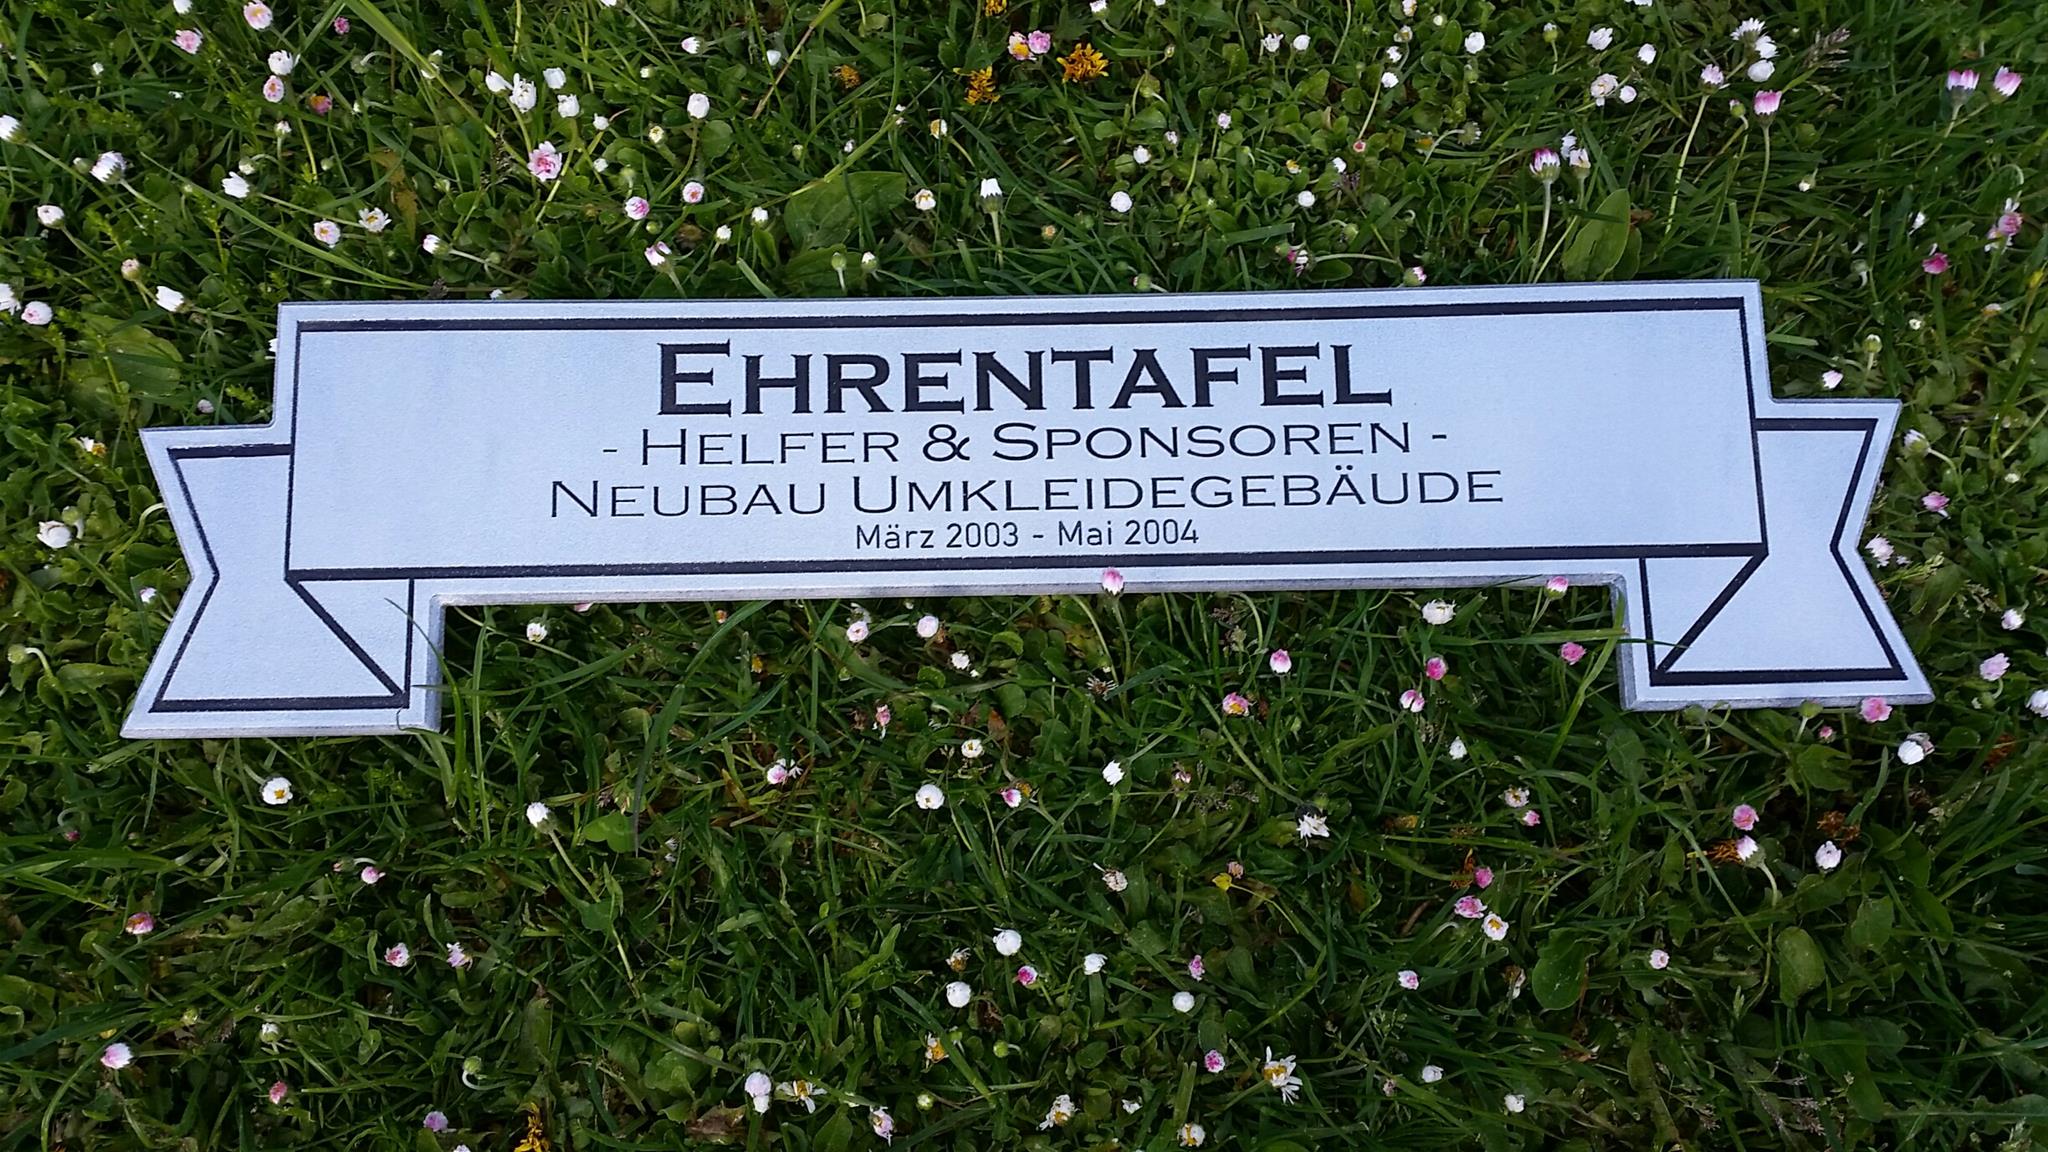 EHRENTAFEL
- HELFER & SPONSOREN -
NEUBAU UMKLEIDEGEBÄUDE
März 2003 - Mai 2004